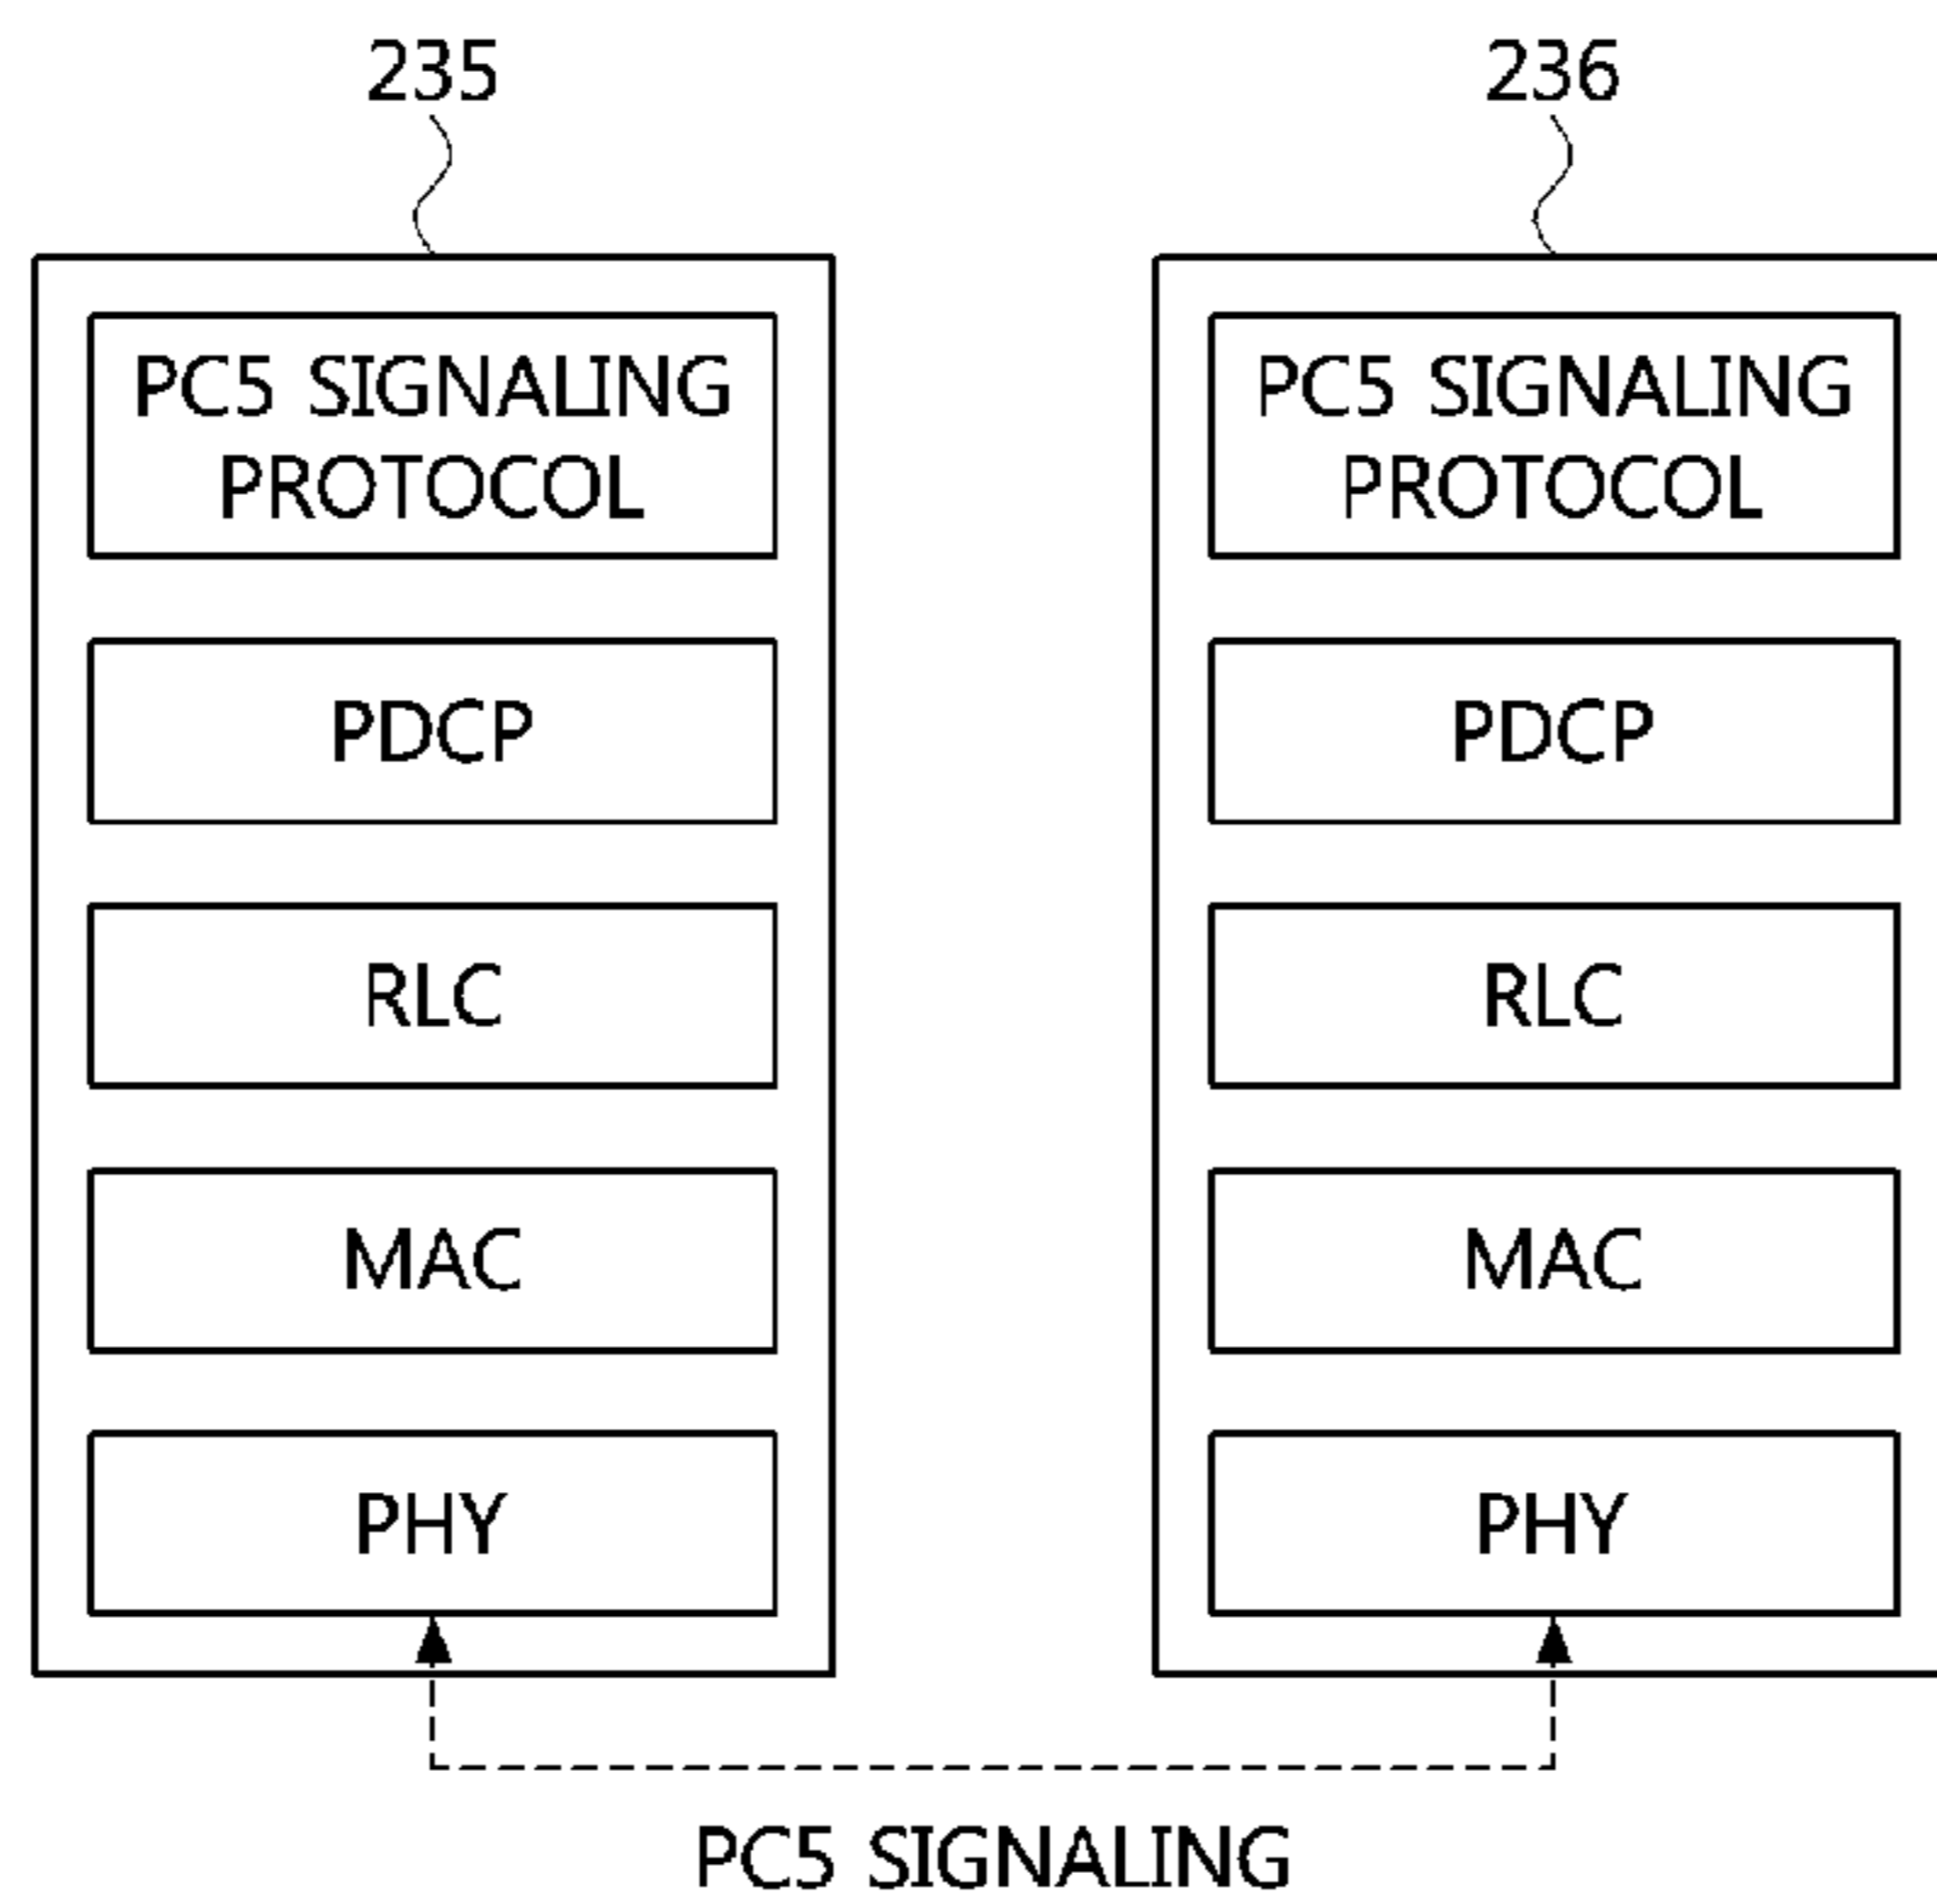 235
PC5 SIGNALING
PROTOCOL
PDCP
RLC
MAC
PHY
236
PC5 SIGNALING
PROTOCOL
PDCP
RLC
MAC
PHY
PC5 SIGNALING